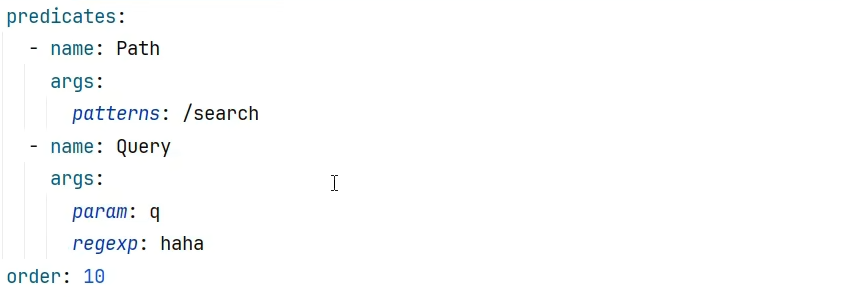 predicates:
  - name: Path
    args:
      patterns: /search
  - name: Query
    args:
      param: q
      regexp: haha
order: 10